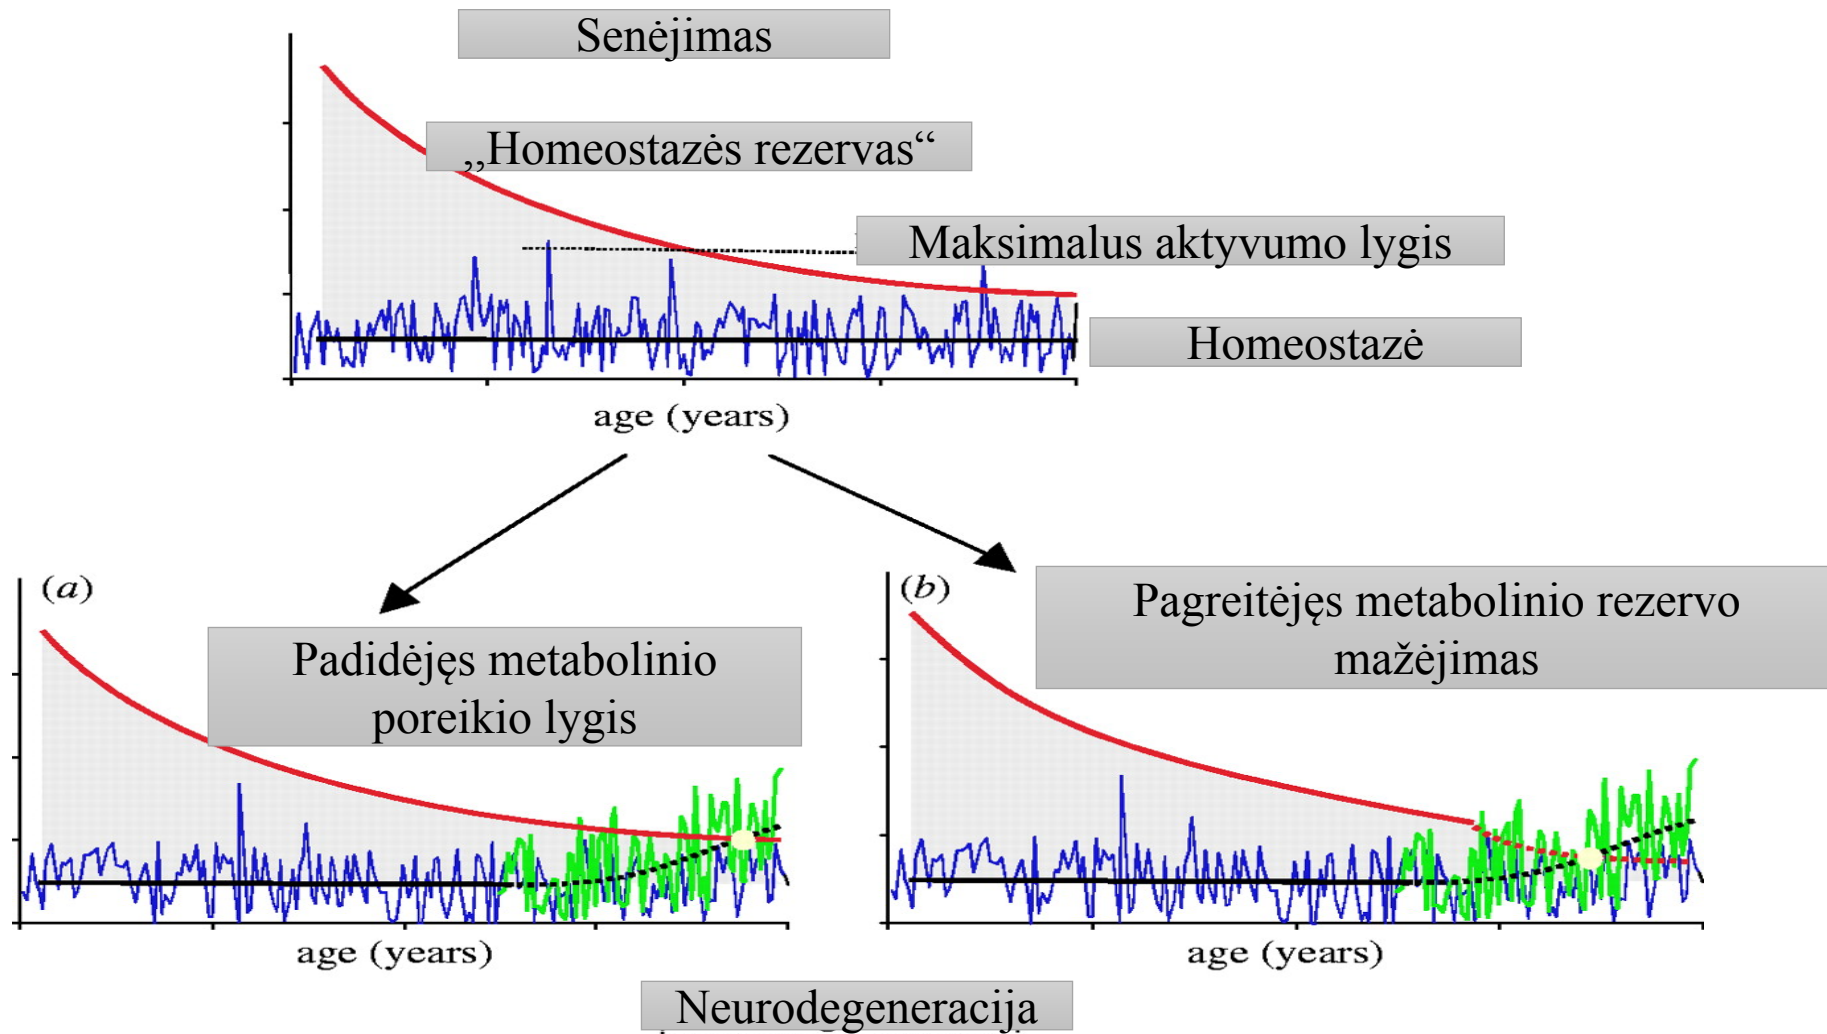 Senėjimas
,,Homeostazės rezervas“
Maksimalus aktyvumo lygis
Homeostazė
age (years)
(a)
Padidėjęs metabolinio
poreikio lygis
age (years)
(b)
Pagreitėjęs metabolinio rezervo
mažėjimas
age (years)
Neurodegeneracija